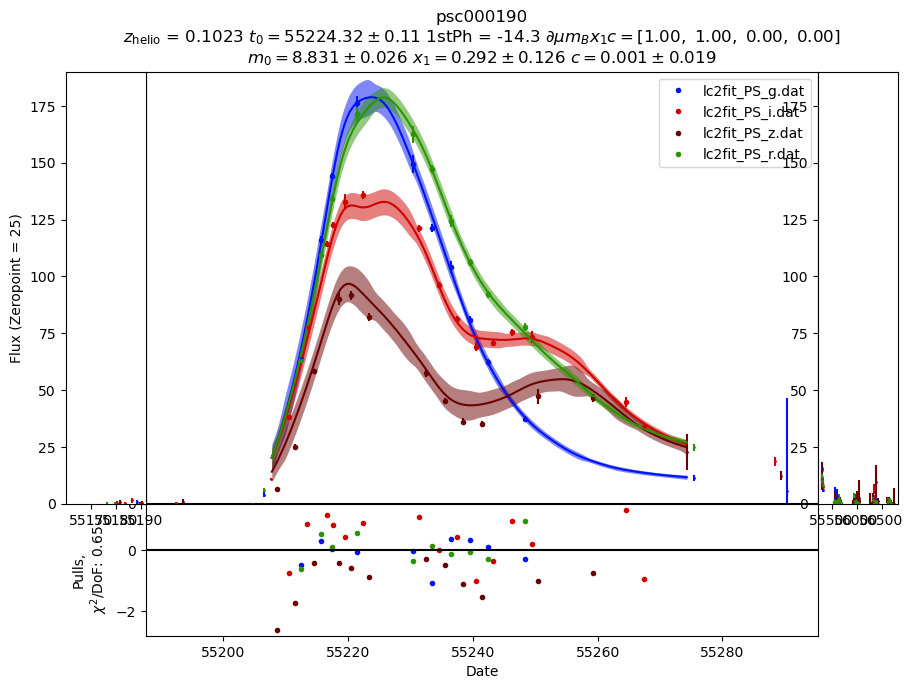 psc000190
z_helio = 0.1023 t_0 = 55224.32 ± 0.11 1stPh = -14.3 ∂μm_Bx_1c = [1.00, 1.00, 0.00, 0.00]
m_0 = 8.831 ± 0.026 x_1 = 0.292 ± 0.126 c = 0.001 ± 0.019
lc2fit_PS_g.dat
lc2fit_PS_i.dat
lc2fit_PS_z.dat
lc2fit_PS_r.dat
Flux (Zeropoint = 25)
175
150
125
100
75
50
25
0
175
150
125
100
75
50
25
0
Pulls,
χ²/DoF: 0.65
0
−2
55200
55220
55240
55260
55280
Date